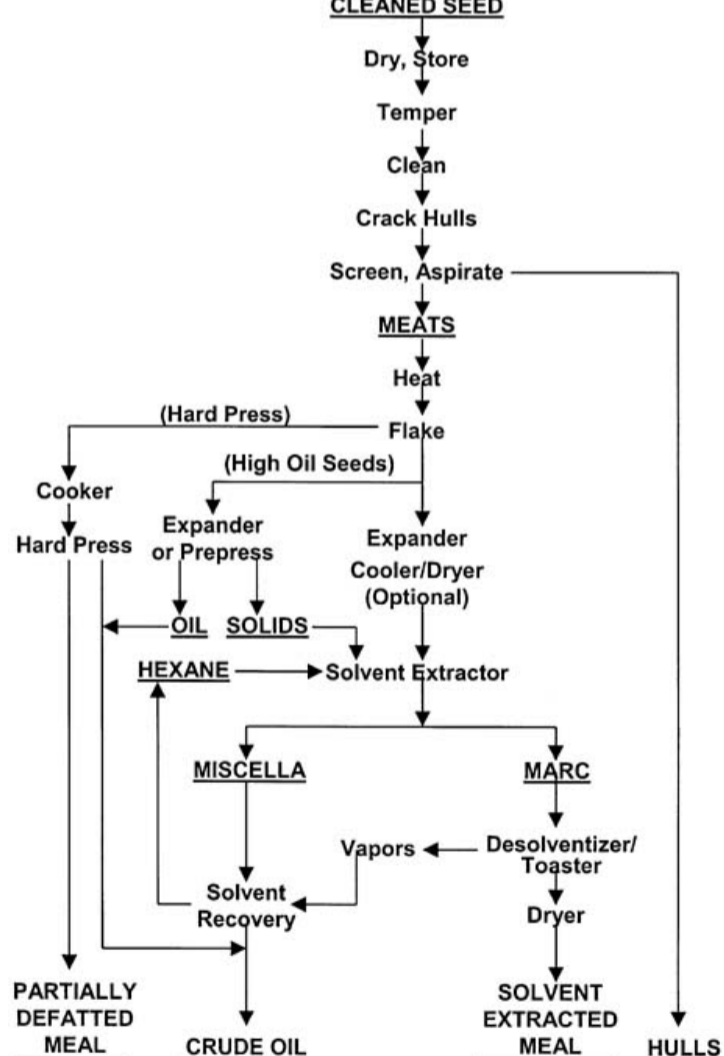 CLEANED SEED
Dry, Store
Temper
Clean
Crack Hulls
Screen, Aspirate
MEATS
Heat
(Hard Press)
Flake
(High Oil Seeds)
Cooker
Expander
or Prepress
Hard Press
Expander
Cooler/Dryer
(Optional)
OIL
SOLIDS
HEXANE
Solvent Extractor
MISCELLA
MARC
Vapors
Desolventizer/
Toaster
Solvent
Recovery
Dryer
PARTIALLY
DEFATTED
MEAL
CRUDE OIL
SOLVENT
EXTRACTED
MEAL
HULLS